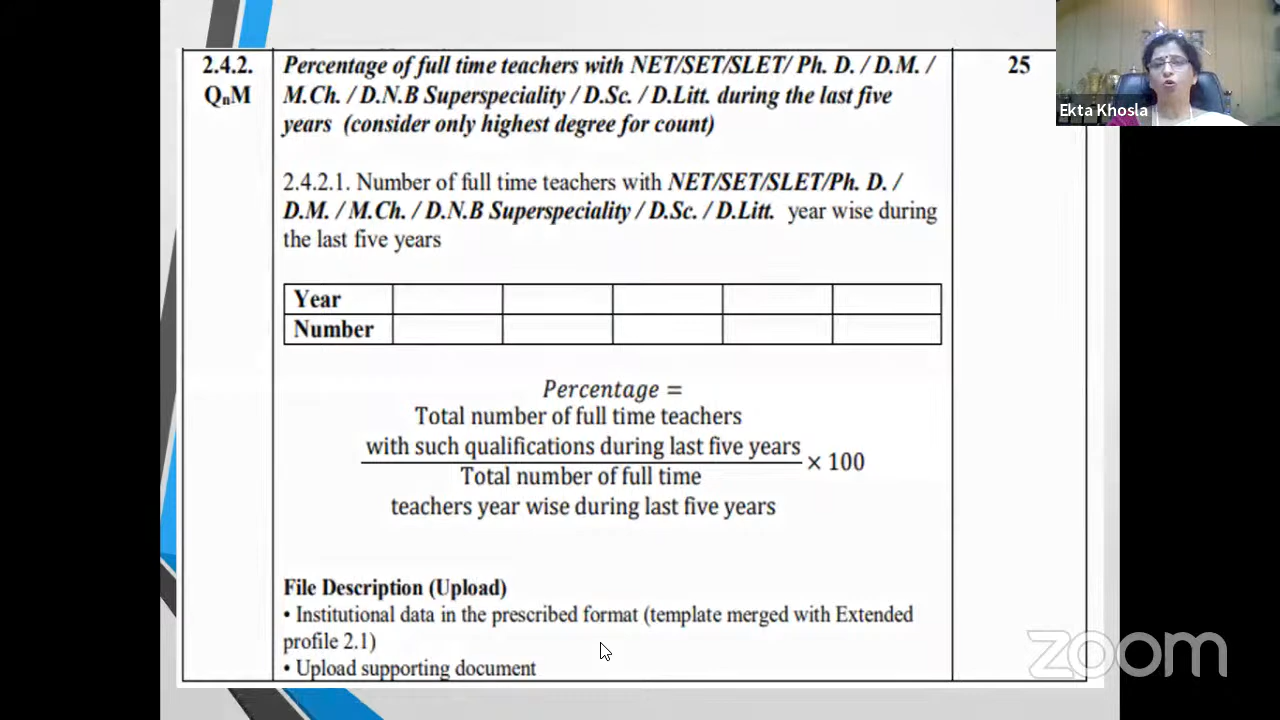 2.4.2.
QnM
Percentage of full time teachers with NET/SET/SLET/ Ph. D. / D.M. /
M.Ch. / D.N.B Superspeciality / D.Sc. / D.Litt. during the last five
years (consider only highest degree for count)
25
2.4.2.1. Number of full time teachers with NET/SET/SLET/Ph. D. /
D.M. / M.Ch. / D.N.B Superspeciality / D.Sc. / D.Litt. year wise during
the last five years
Year
Number
Percentage =
Total number of full time teachers
with such qualifications during last five years
× 100
Total number of full time
teachers year wise during last five years
File Description (Upload)
• Institutional data in the prescribed format (template merged with Extended
profile 2.1)
• Upload supporting document
Ekta Khosla
zoom